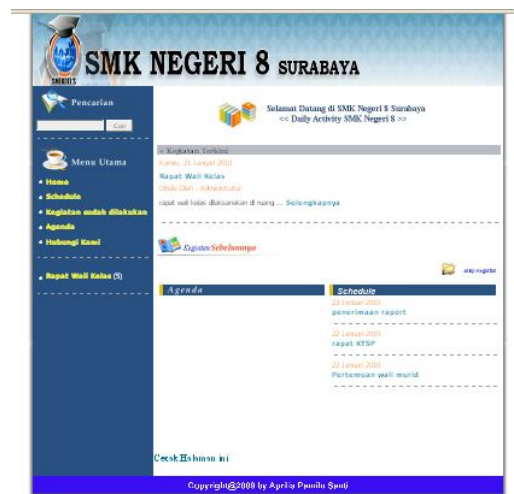 SMK NEGERI 8 SURABAYA
Pencarian
Cari
Menu Utama
Home
Schedule
Kegiatan sudah dilakukan
Agenda
Hubungi Kami
Rapat Wali Kelas (5)
Selamat Datang di SMK Negeri 8 Surabaya
<< Daily Activity SMK Negeri 8 >>
Kegiatan Terkini
Kamis, 21 Januari 2010
Rapat Wali Kelas
Ditulis Oleh : Administrator
rapat wali kelas dilaksanakan di ruang .... Selengkapnya
Kegiatan Sebelumnya
arsip kegiatan
Agenda
Schedule
23 Januari 2010
penerimaan raport
22 Januari 2010
rapat KTSP
22 Januari 2010
Pertemuan wali murid
Cetak Halaman ini
Copyright@2009 by Aprilia Pamilu Santi